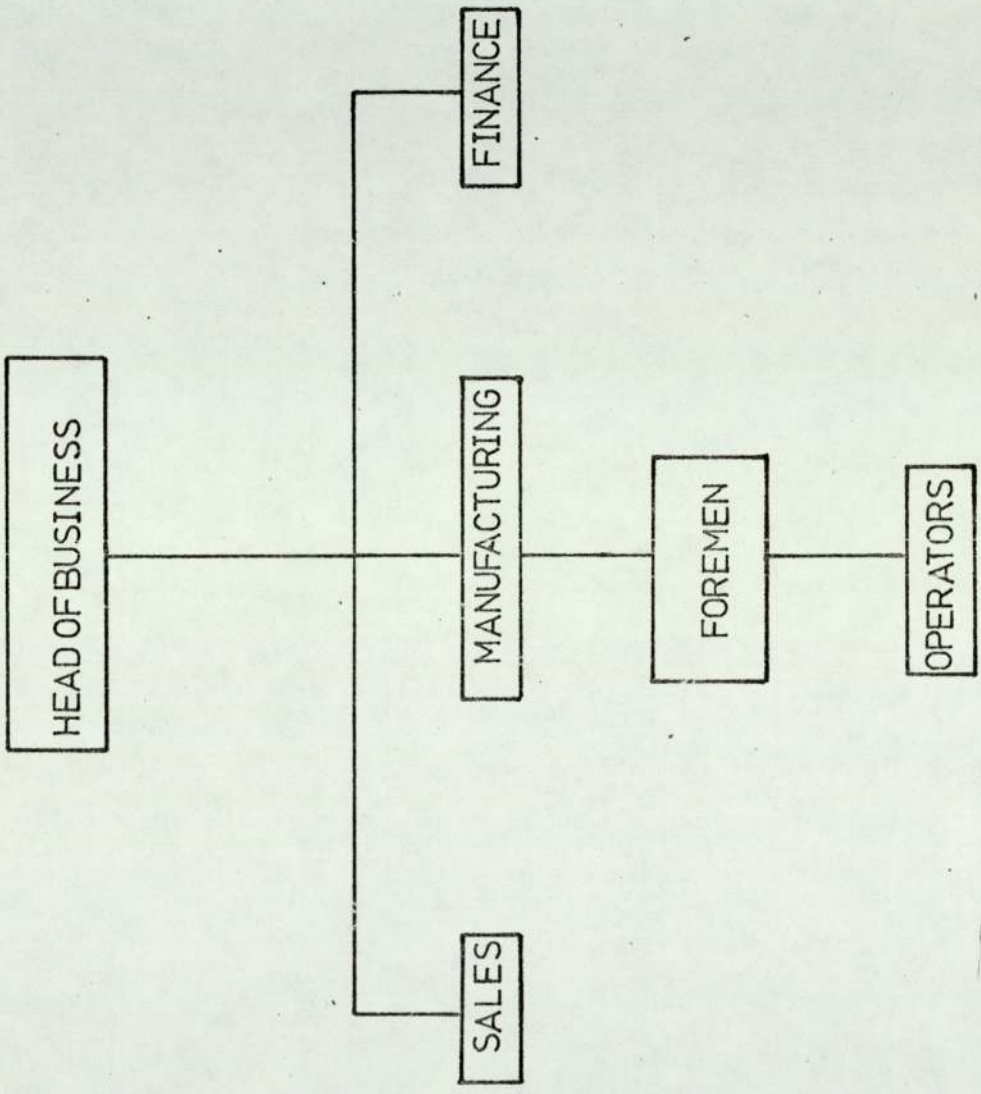 HEAD OF BUSINESS
SALES
MANUFACTURING
FINANCE
FOREMEN
OPERATORS